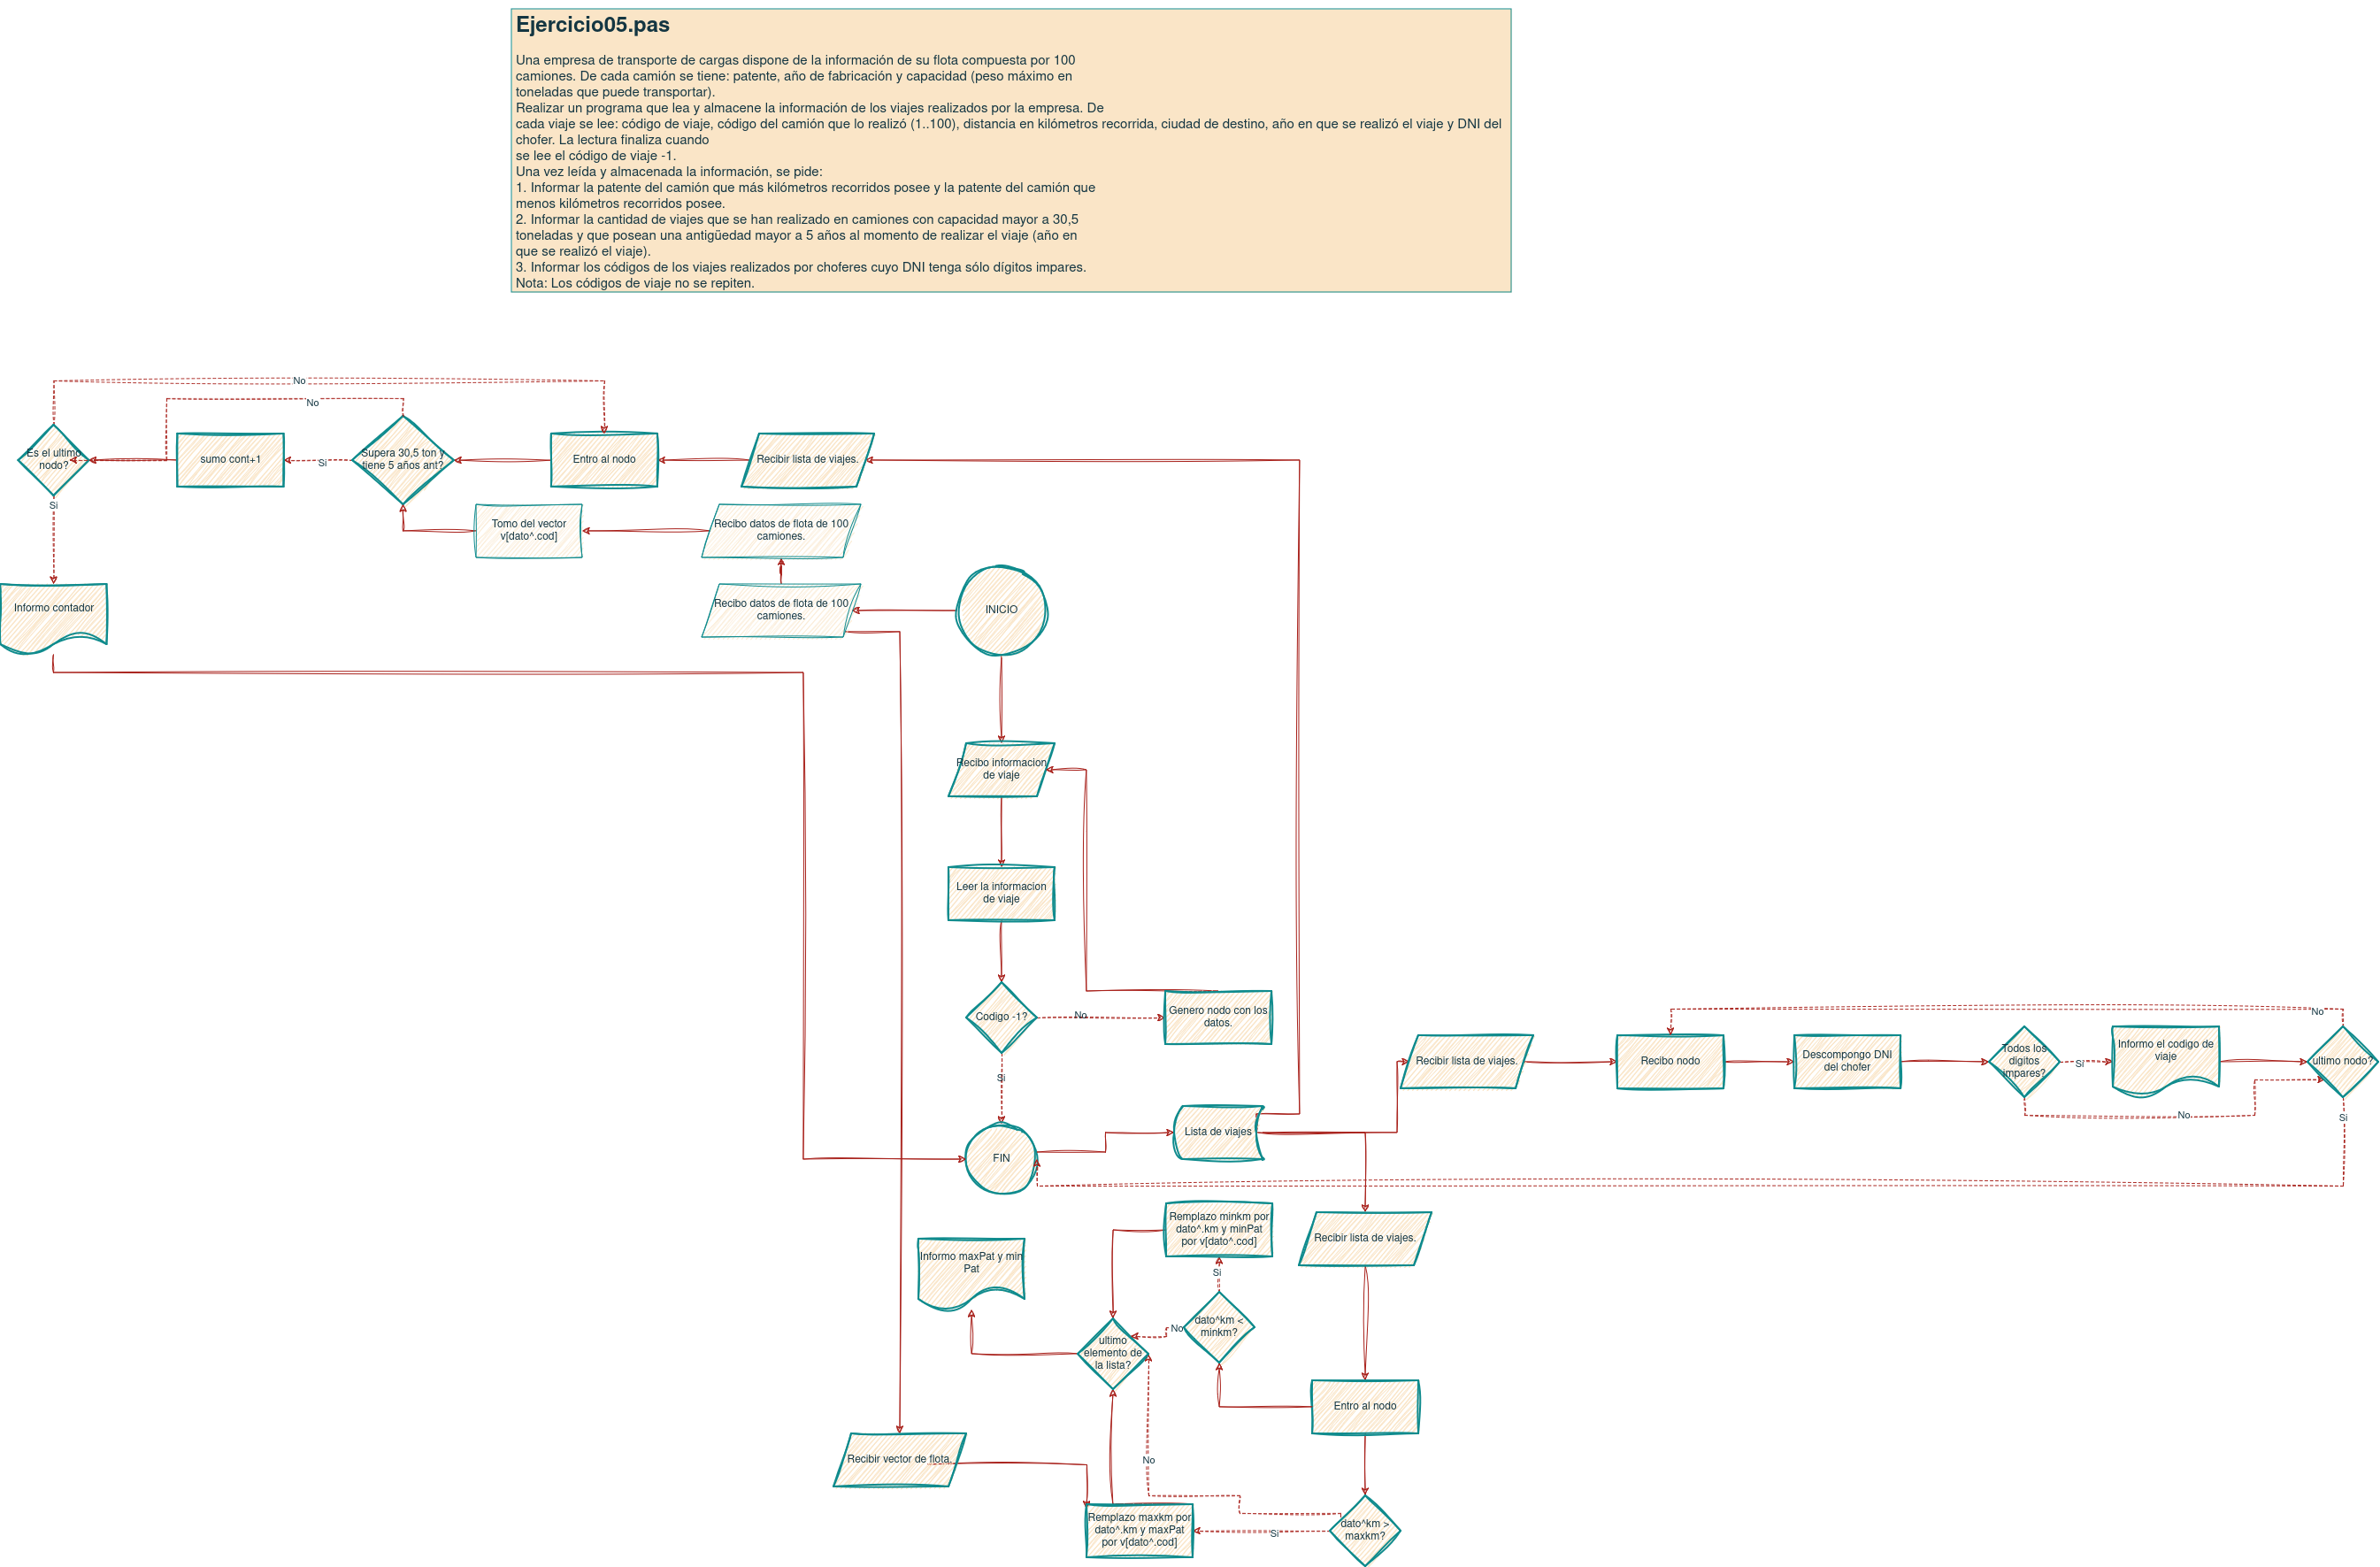 Ejercicio05.pas
Una empresa de transporte de cargas dispone de la información de su flota compuesta por 100
camiones. De cada camión se tiene: patente, año de fabricación y capacidad (peso máximo en
toneladas que puede transportar).
Realizar un programa que lea y almacene la información de los viajes realizados por la empresa. De
cada viaje se lee: código de viaje, código del camión que lo realizó (1..100), distancia en kilómetros recorrida, ciudad de destino, año en que se realizó el viaje y DNI del
chofer. La lectura finaliza cuando
se lee el código de viaje -1.
Una vez leída y almacenada la información, se pide:
1. Informar la patente del camión que más kilómetros recorridos posee y la patente del camión que
menos kilómetros recorridos posee.
2. Informar la cantidad de viajes que se han realizado en camiones con capacidad mayor a 30,5
toneladas y que posean una antigüedad mayor a 5 años al momento de realizar el viaje (año en
que se realizó el viaje).
3. Informar los códigos de los viajes realizados por choferes cuyo DNI tenga sólo dígitos impares.
Nota: Los códigos de viaje no se repiten.
No
No
Es el ultimo
nodo?
sumo cont+1
Si
Supera 30,5 ton y
tiene 5 años ant?
Entro al nodo
Recibir lista de viajes.
Si
Tomo del vector
v[dato^.cod]
Recibo datos de flota de 100
camiones.
Informo contador
Recibo datos de flota de 100
camiones.
INICIO
Recibo informacion
de viaje
Leer la informacion
de viaje
Codigo -1?
No
Genero nodo con los
datos.
Si
FIN
Lista de viajes
Recibir lista de viajes.
Recibo nodo
Descompongo DNI
del chofer
Todos los
digitos
impares?
Si
Informo el codigo de
viaje
No
ultimo nodo?
No
Si
Remplazo minkm por
dato^.km y minPat
por v[dato^.cod]
Recibir lista de viajes.
Informo maxPat y min
Pat
Si
dato^km <
minkm?
No
ultimo
elemento de
la lista?
Entro al nodo
Recibir vector de flota.
No
Remplazo maxkm por
dato^.km y maxPat
por v[dato^.cod]
Si
dato^km >
maxkm?